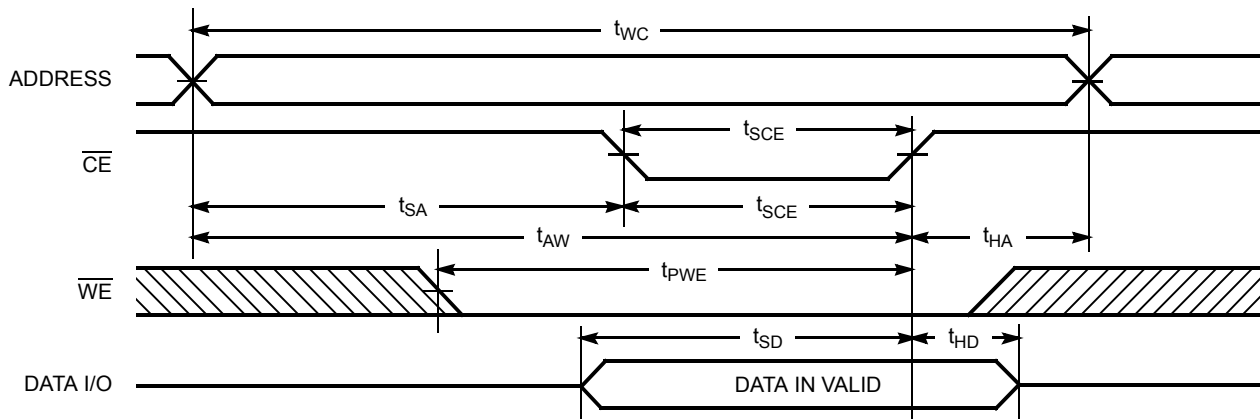 tWC
ADDRESS
tSCE
CE
tSA
tSCE
tAW
tHA
tPWE
WE
tSD
tHD
DATA I/O
DATA IN VALID